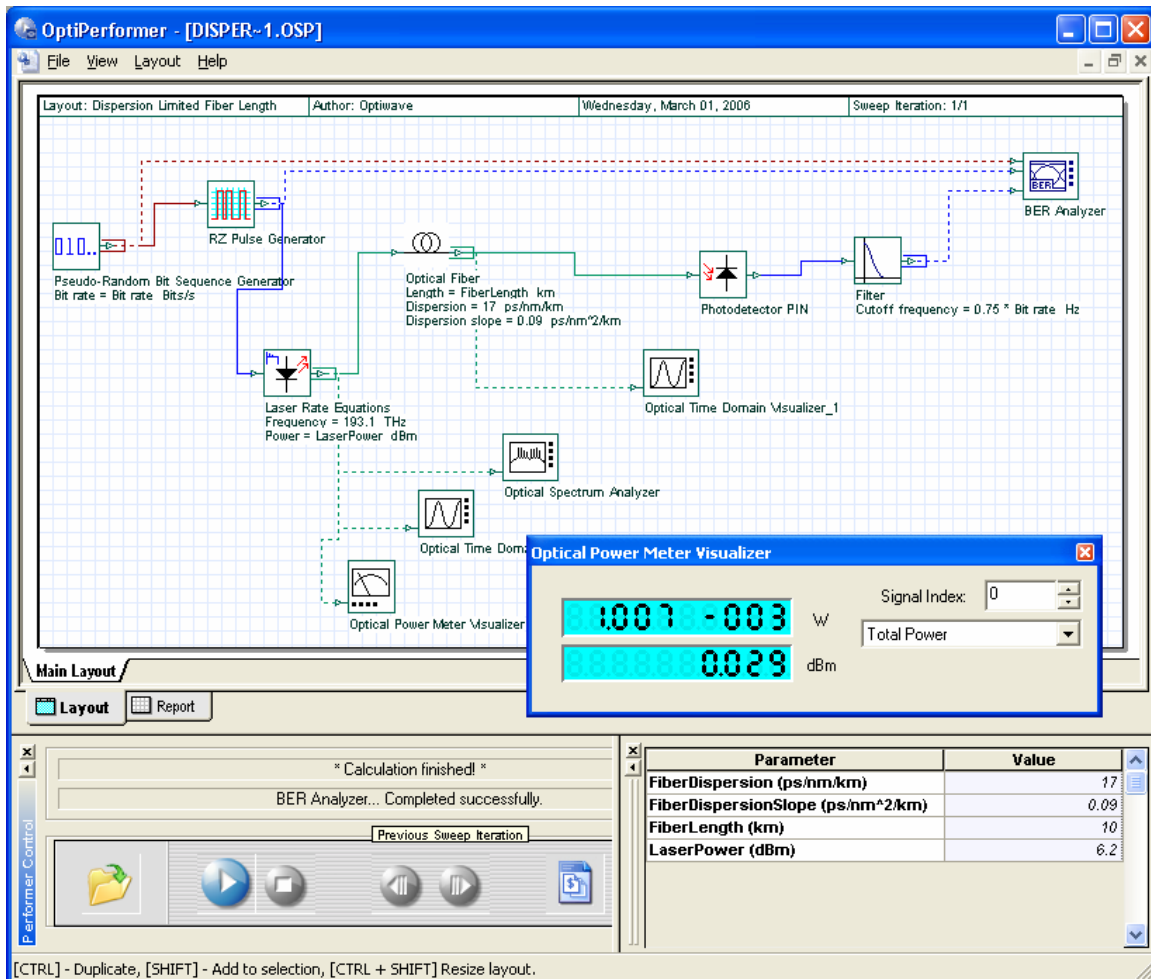 OptiPerformer - [DISPER~1.OSP]
File View Layout Help
Layout: Dispersion Limited Fiber Length
Author: Optiwave
Wednesday, March 01, 2006
Sweep Iteration: 1/1
BER
BER Analyzer
RZ Pulse Generator
010..
Pseudo-Random Bit Sequence Generator
Bit rate = Bit rate Bits/s
Optical Fiber
Length = FiberLength km
Dispersion = 17 ps/nm/km
Dispersion slope = 0.09 ps/nm^2/km
Photodetector PIN
Filter
Cutoff frequency = 0.75 * Bit rate Hz
Laser Rate Equations
Frequency = 193.1 THz
Power = LaserPower dBm
Optical Time Domain Visualizer_1
Optical Spectrum Analyzer
Optical Time Doma
Optical Power Meter Visualizer
Optical Power Meter Visualizer
Signal Index: 0
1.007 -003 W
Total Power
0.029 dBm
Main Layout
Layout
Report
* Calculation finished! *
BER Analyzer... Completed successfully.
Previous Sweep Iteration
Performer Control
Parameter Value
FiberDispersion (ps/nm/km) 17
FiberDispersionSlope (ps/nm^2/km) 0.09
FiberLength (km) 10
LaserPower (dBm) 6.2
[CTRL] - Duplicate, [SHIFT] - Add to selection, [CTRL + SHIFT] Resize layout.